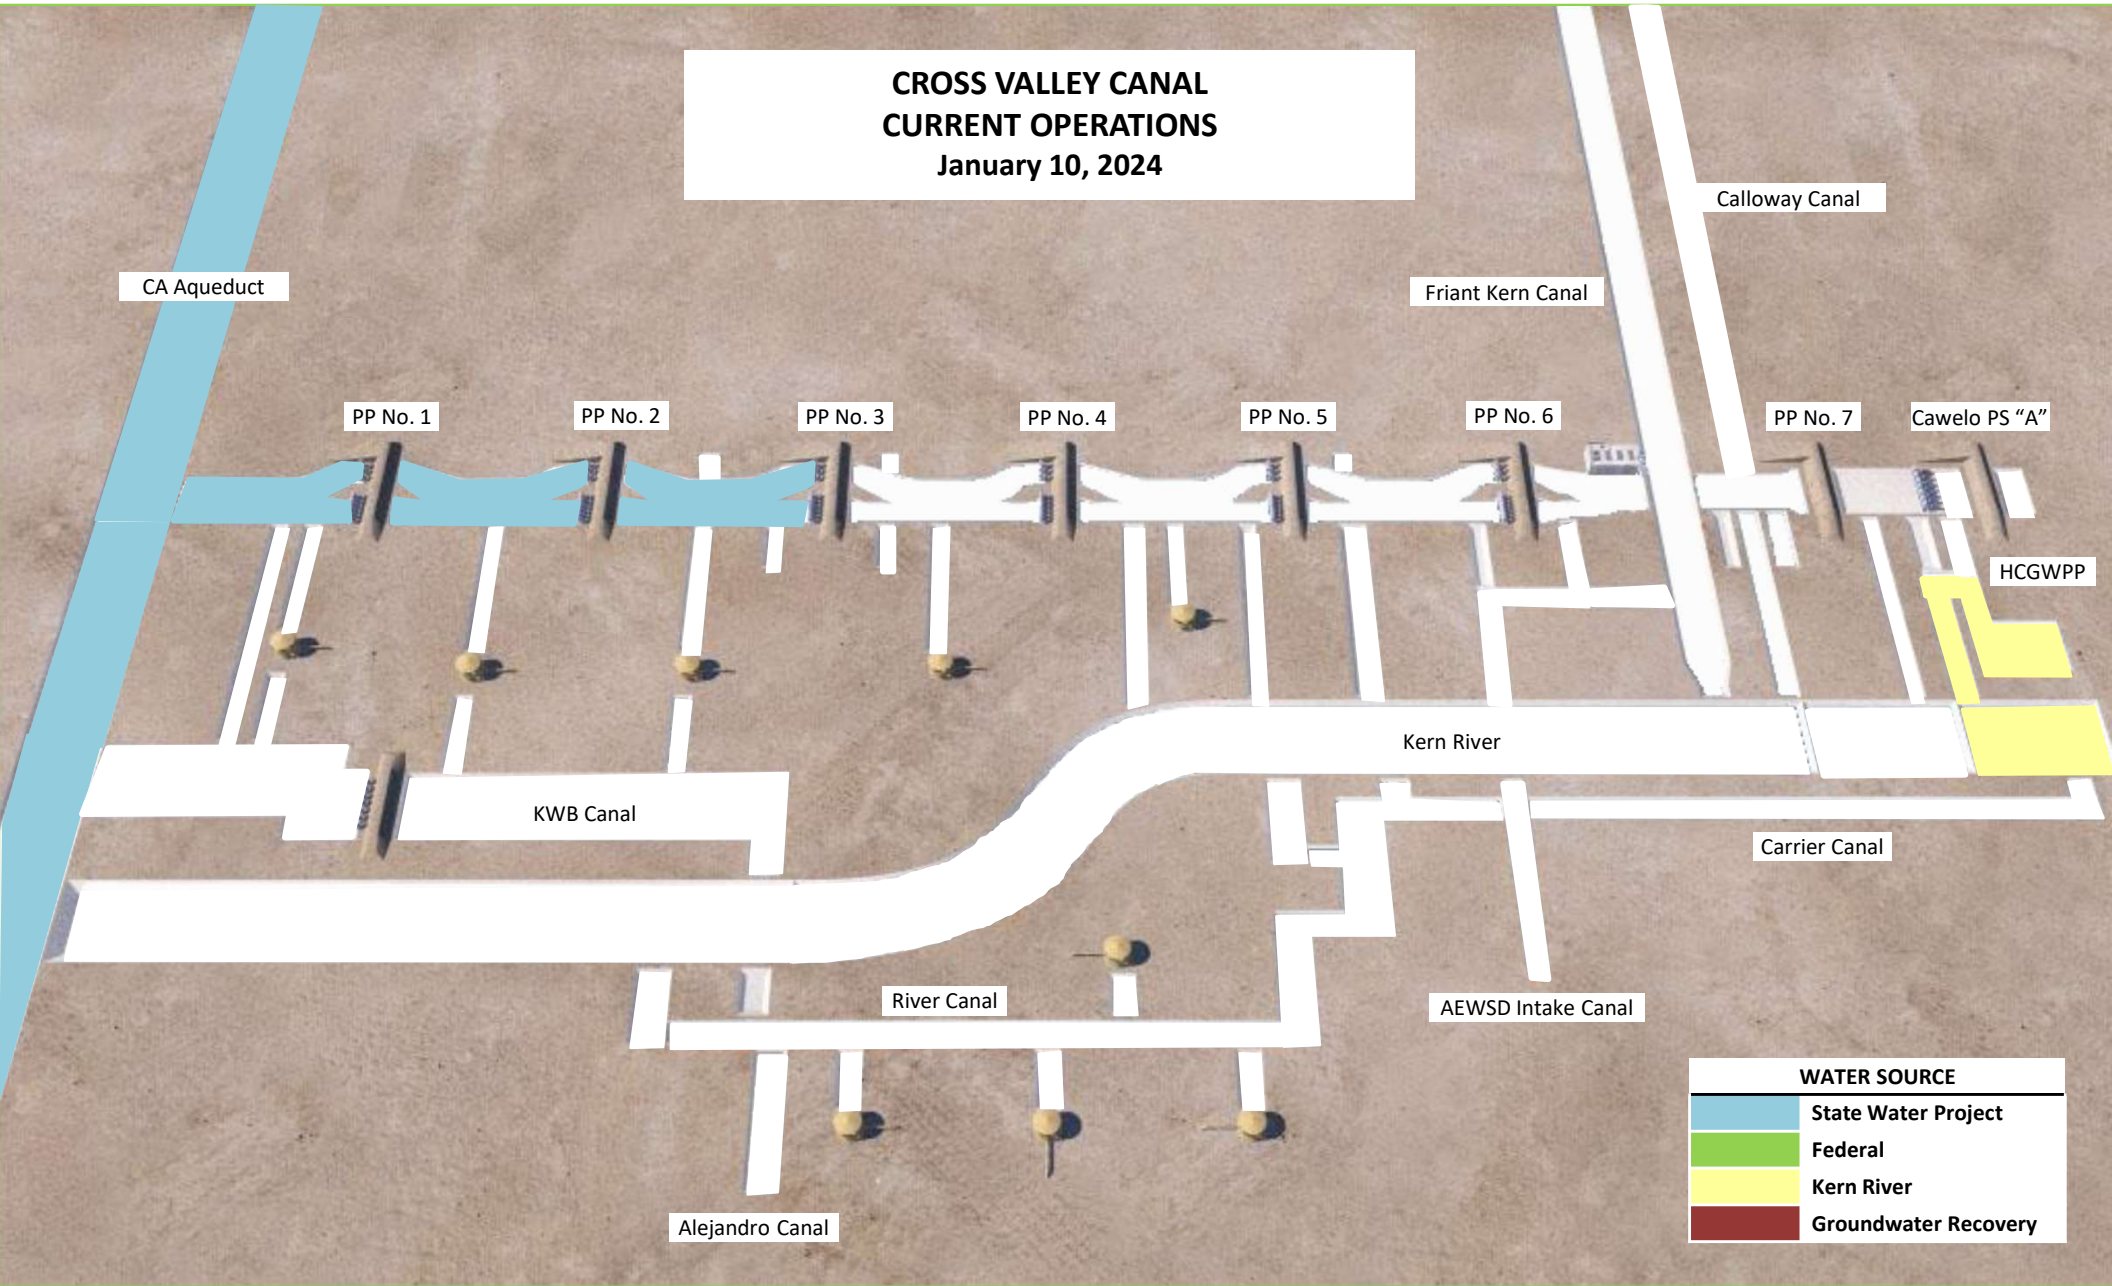 CROSS VALLEY CANAL
CURRENT OPERATIONS
January 10, 2024
Calloway Canal
CA Aqueduct
Friant Kern Canal
PP No. 1
PP No. 2
PP No. 3
PP No. 4
PP No. 5
PP No. 6
PP No. 7
Cawelo PS “A”
HCGWPP
Kern River
KWB Canal
Carrier Canal
River Canal
AEWSD Intake Canal
Alejandro Canal
WATER SOURCE
State Water Project
Federal
Kern River
Groundwater Recovery